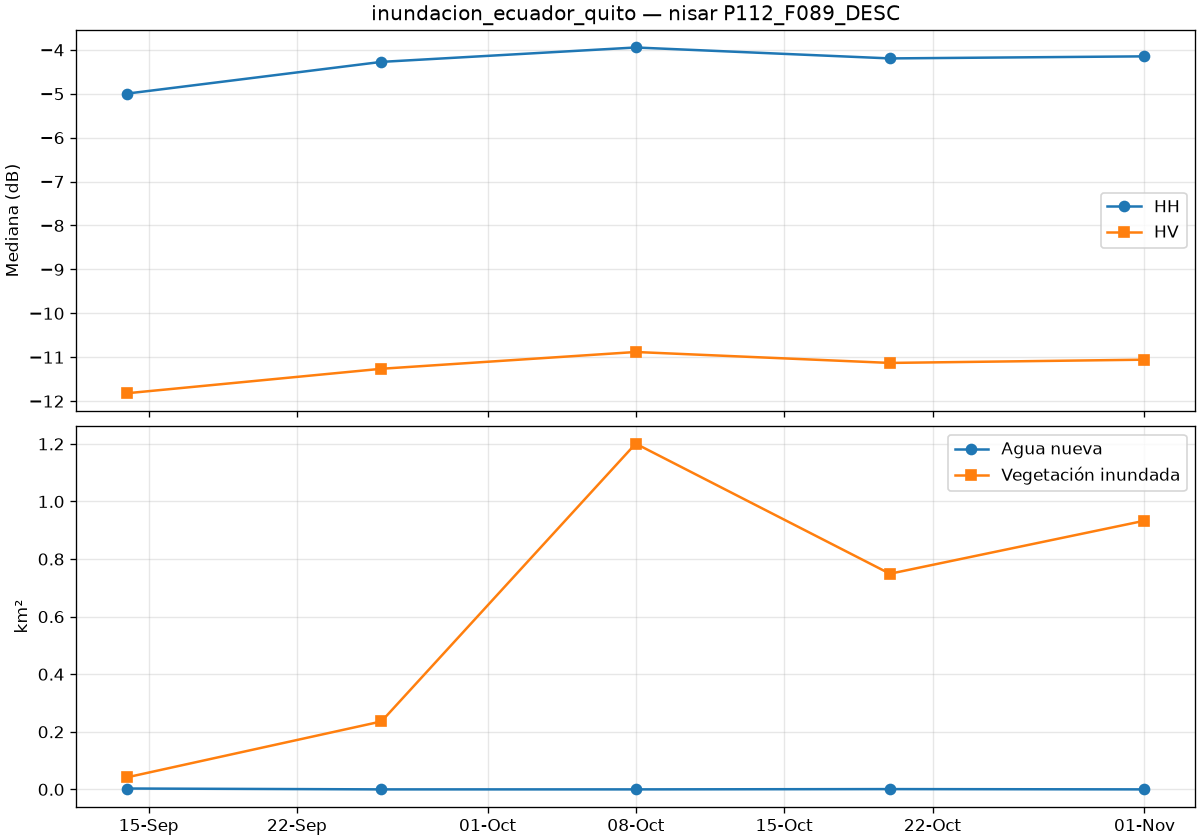 inundacion_ecuador_quito — nisar P112_F089_DESC
Mediana (dB)
−4
−5
−6
−7
−8
−9
−10
−11
−12
HH
HV
km²
1.2
1.0
0.8
0.6
0.4
0.2
0.0
Agua nueva
Vegetación inundada
15-Sep 22-Sep 01-Oct 08-Oct 15-Oct 22-Oct 01-Nov